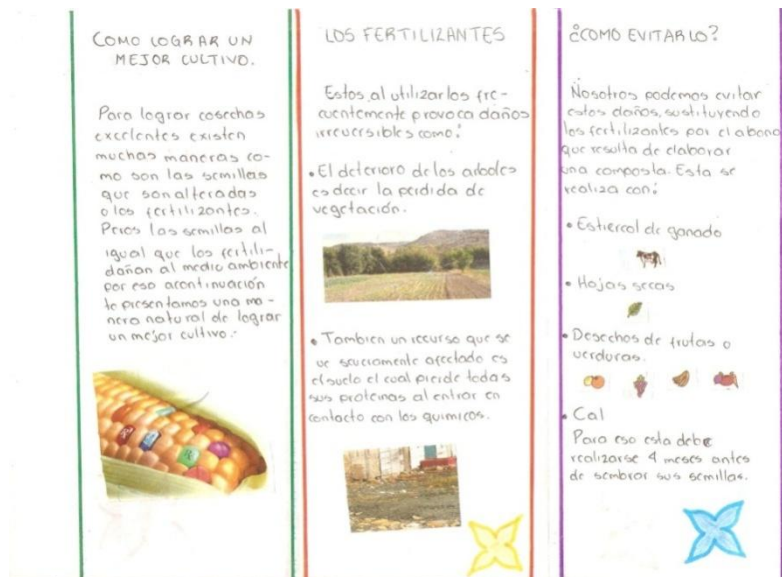 COMO LOGRAR UN
MEJOR CULTIVO.
Para lograr cosechas
excelentes existen
muchas maneras co-
mo son las semillas
que son alteradas
o los fertilizantes.
Peros las semillas al
igual que los fertili-
dañan al medio ambiente
por eso acontinuación
te presentamos una ma-
nera natural de lograr
un mejor cultivo.
LOS FERTILIZANTES
Estos al utilizarlos fre-
cuentemente provoca daños
irreversibles como:
• El deterioro de los arboles
es decir la perdida de
vegetación.
• Tambien un recurso que se
ve seriamente afectado es
el suelo el cual pierde todas
sus proteinas al entrar en
contacto con los quimicos.
¿COMO EVITARLO?
Nosotros podemos evitar
estos daños, sustituyendo
los fertilizantes por el abono
que resulta de elaborar
una composta. Esta se
realiza con:
• Estiercol de ganado
• Hojas secas
• Desechos de frutas o
verduras.
• Cal
Para eso esta debe
realizarse 4 meses antes
de sembrar sus semillas.